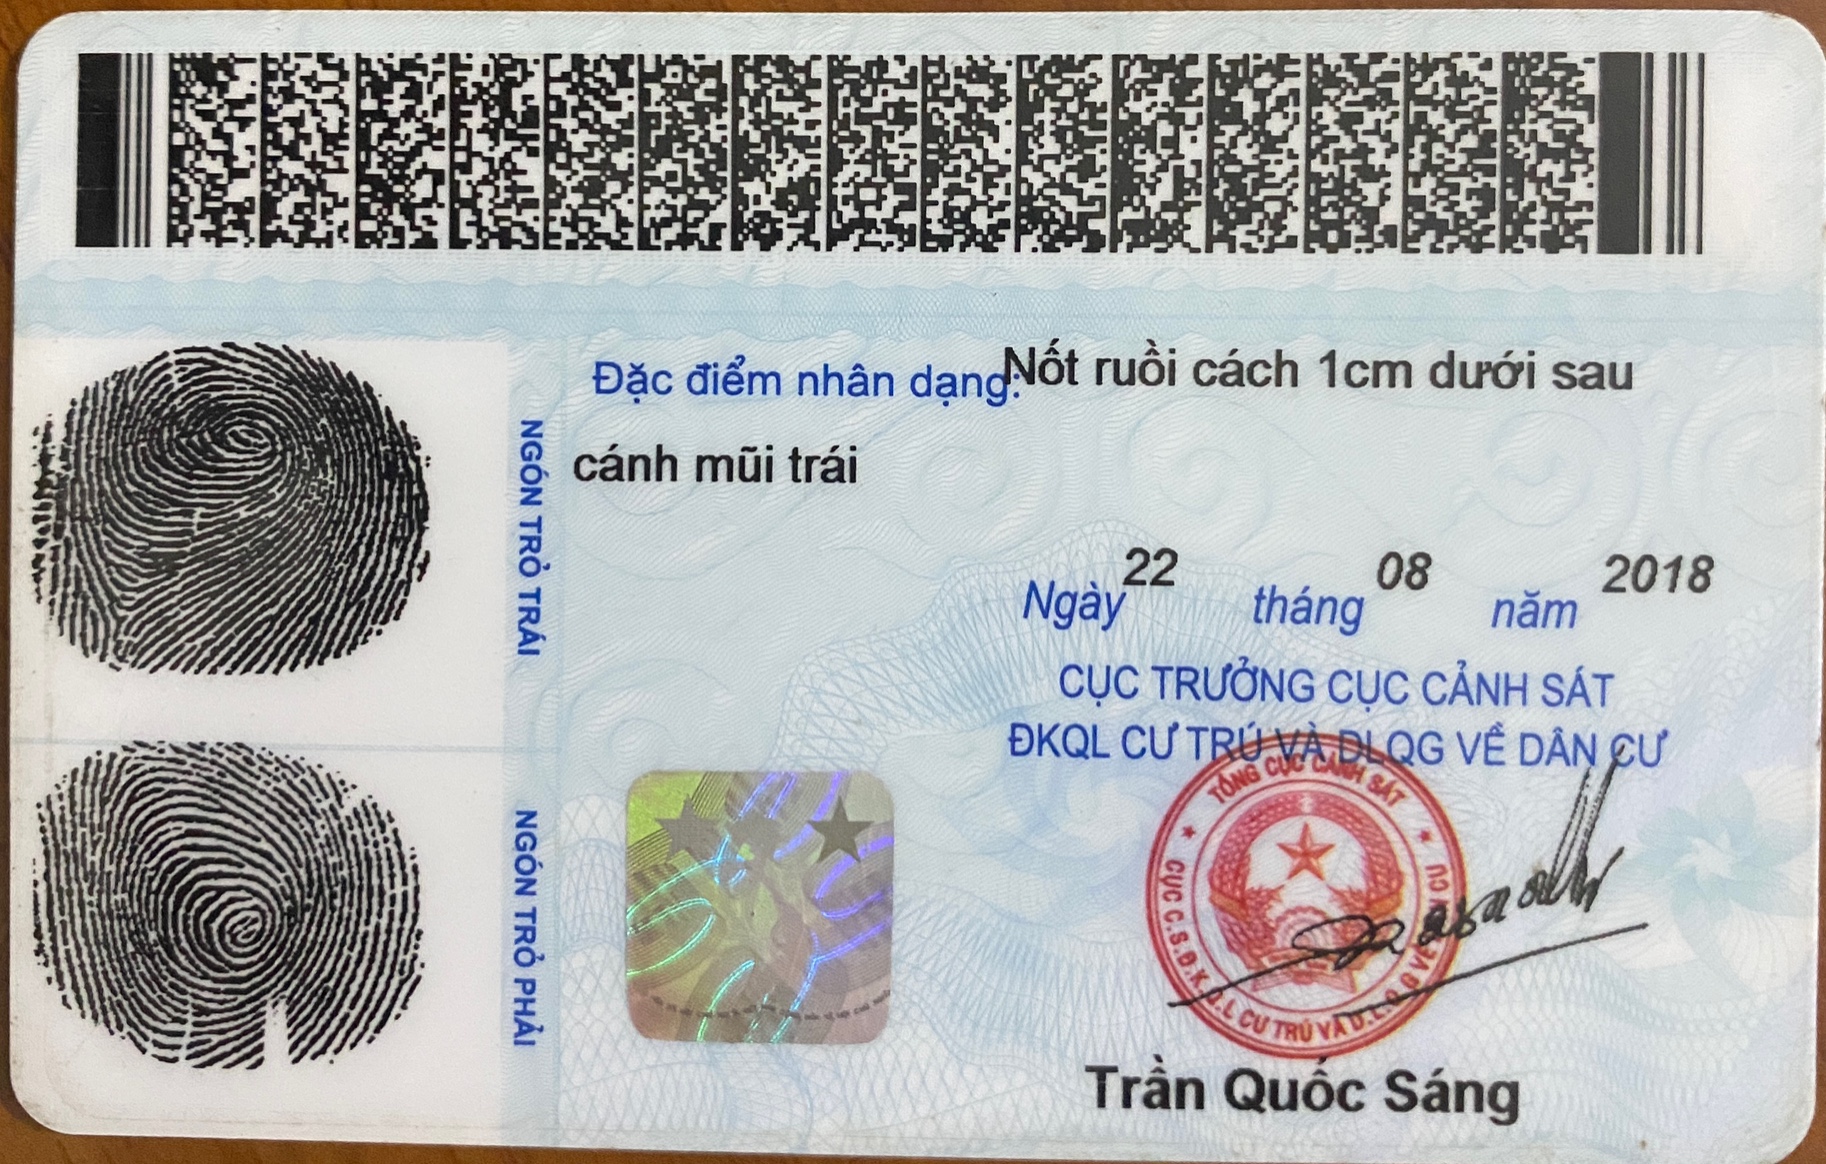 Đặc điểm nhân dạng: Nốt ruồi cách 1cm dưới sau
cánh mũi trái
NGÓN TRỎ TRÁI
NGÓN TRỎ PHẢI
Ngày 22 tháng 08 năm 2018
CỤC TRƯỞNG CỤC CẢNH SÁT
ĐKQL CƯ TRÚ VÀ DLQG VỀ DÂN CƯ
TỔNG CỤC CẢNH SÁT
CỤC C.S.Đ.K.Q.L CƯ TRÚ VÀ D.L.Q.G VỀ DÂN CƯ
Trần Quốc Sáng